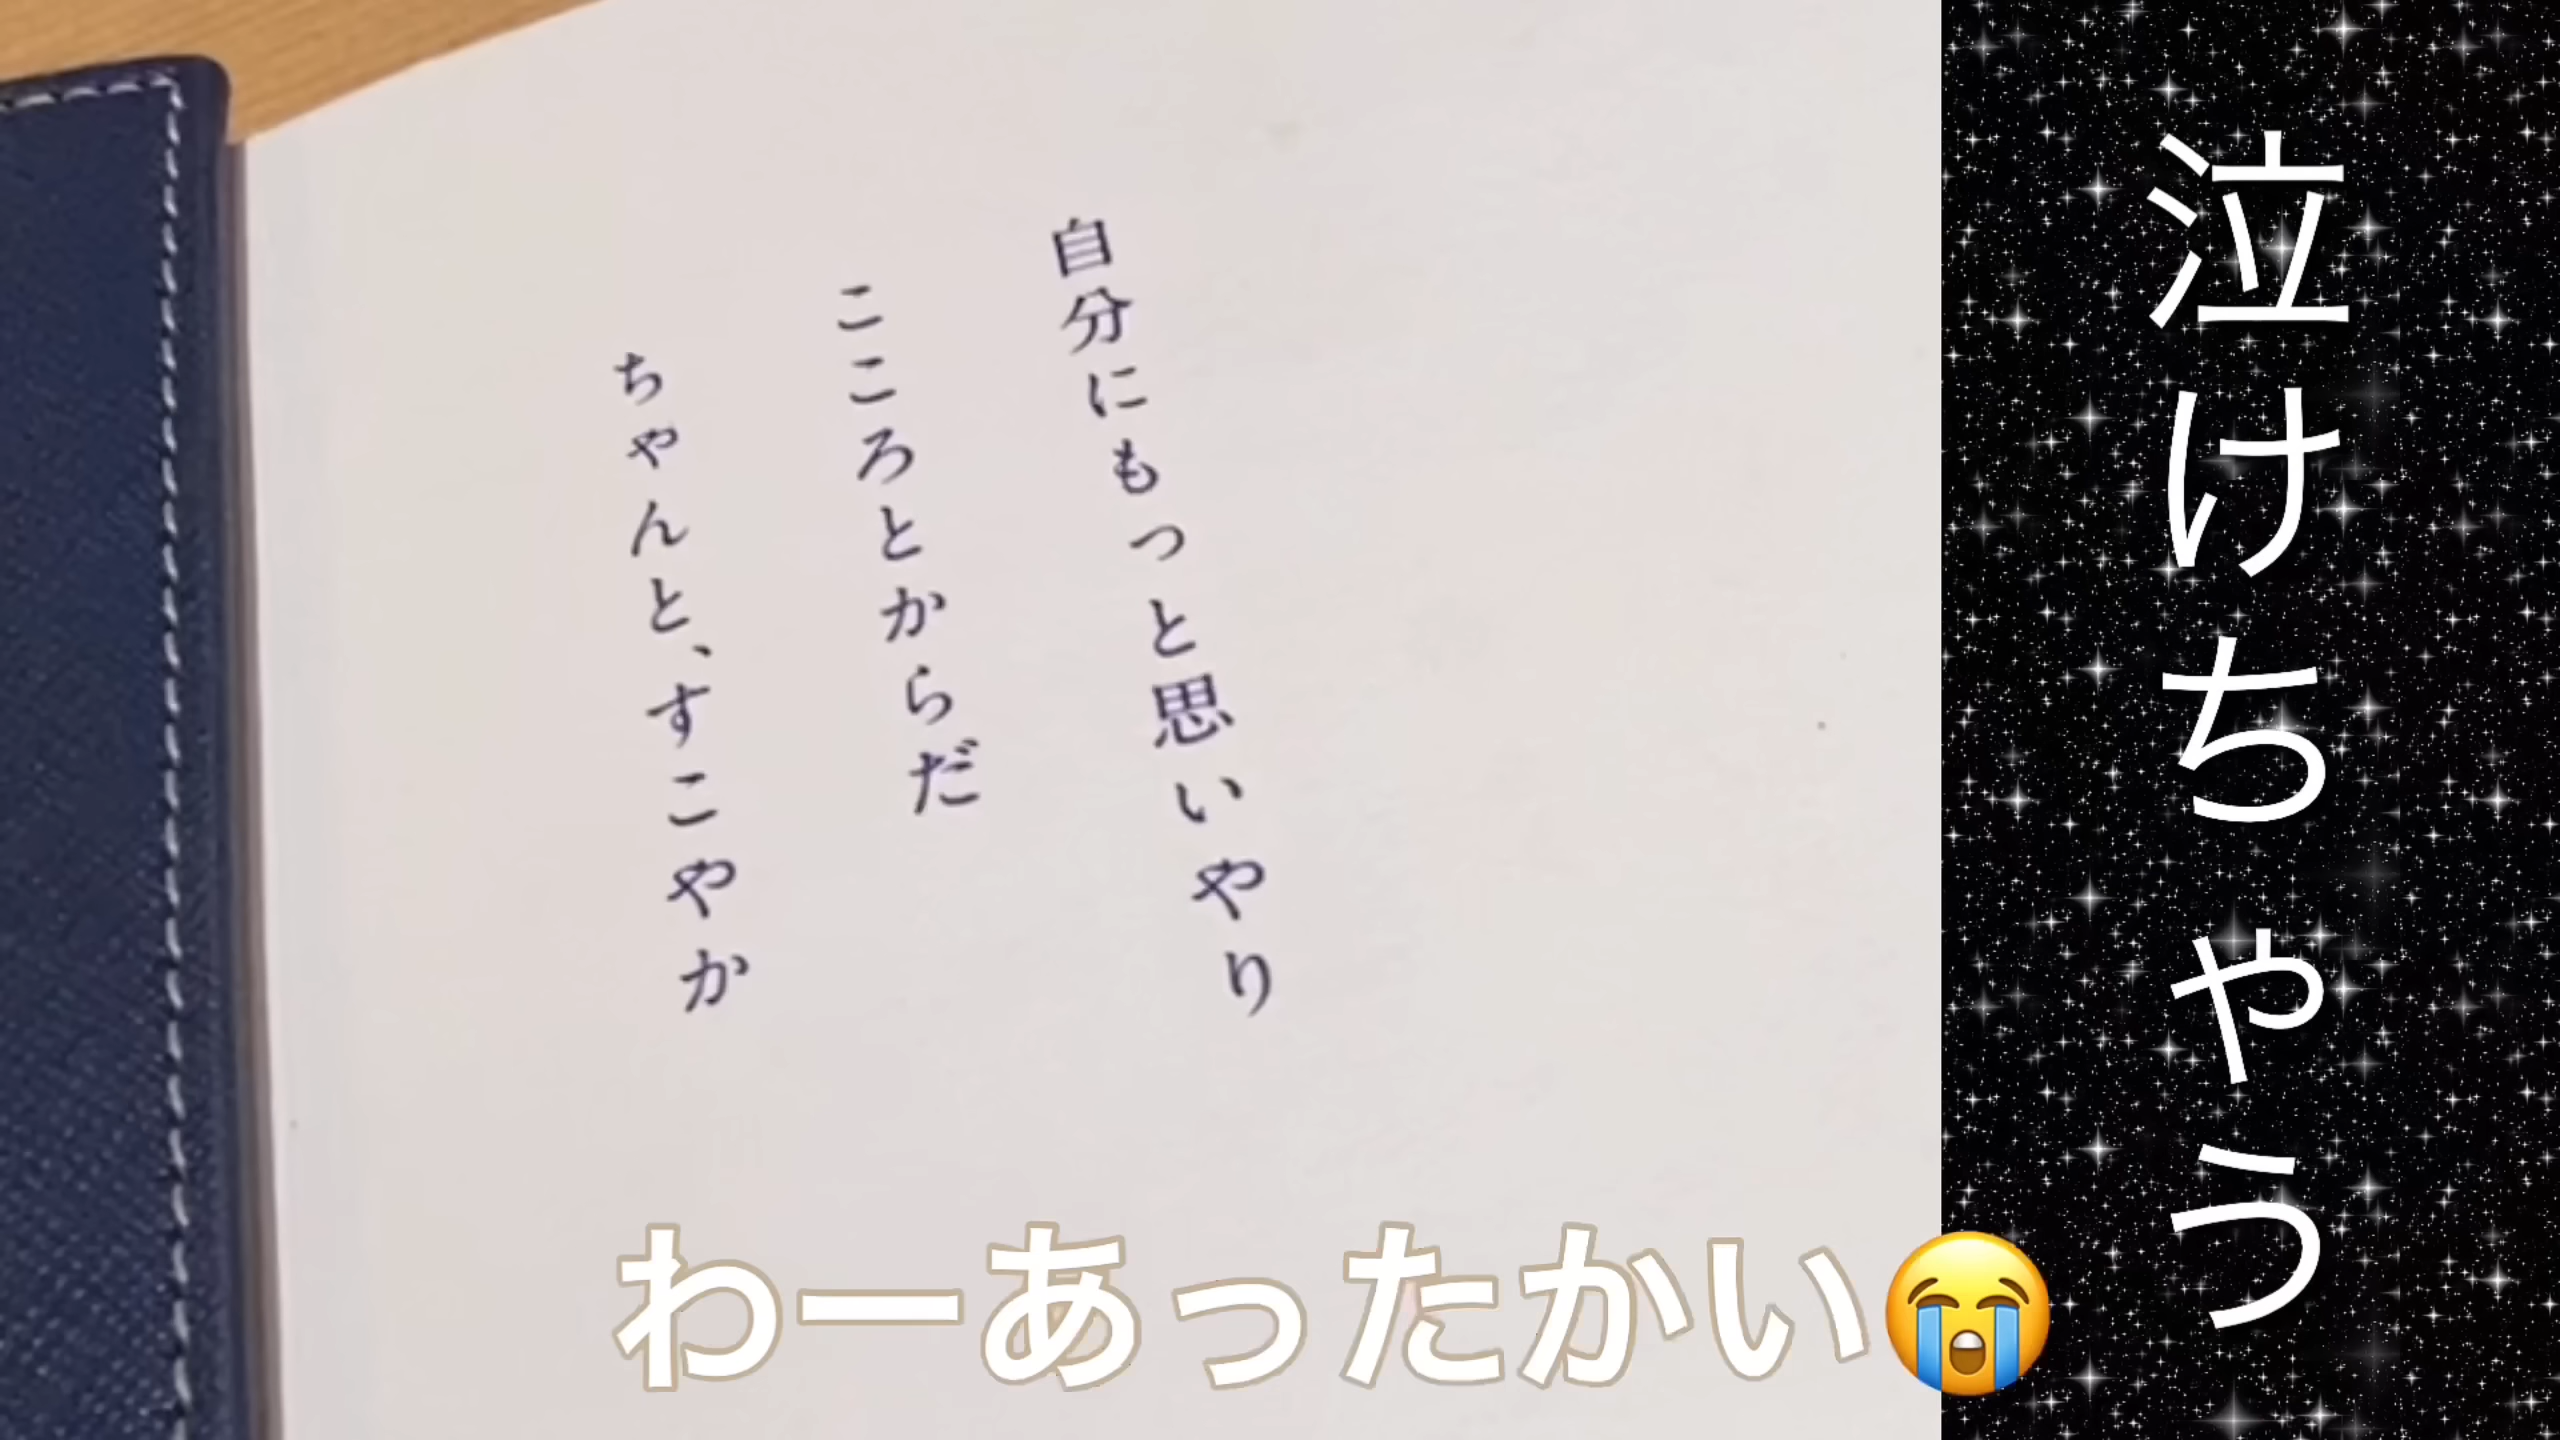 自分にもっと思いやり
こころとからだ
ちゃんと、すこやか
わーあったかい😭
泣けちゃう